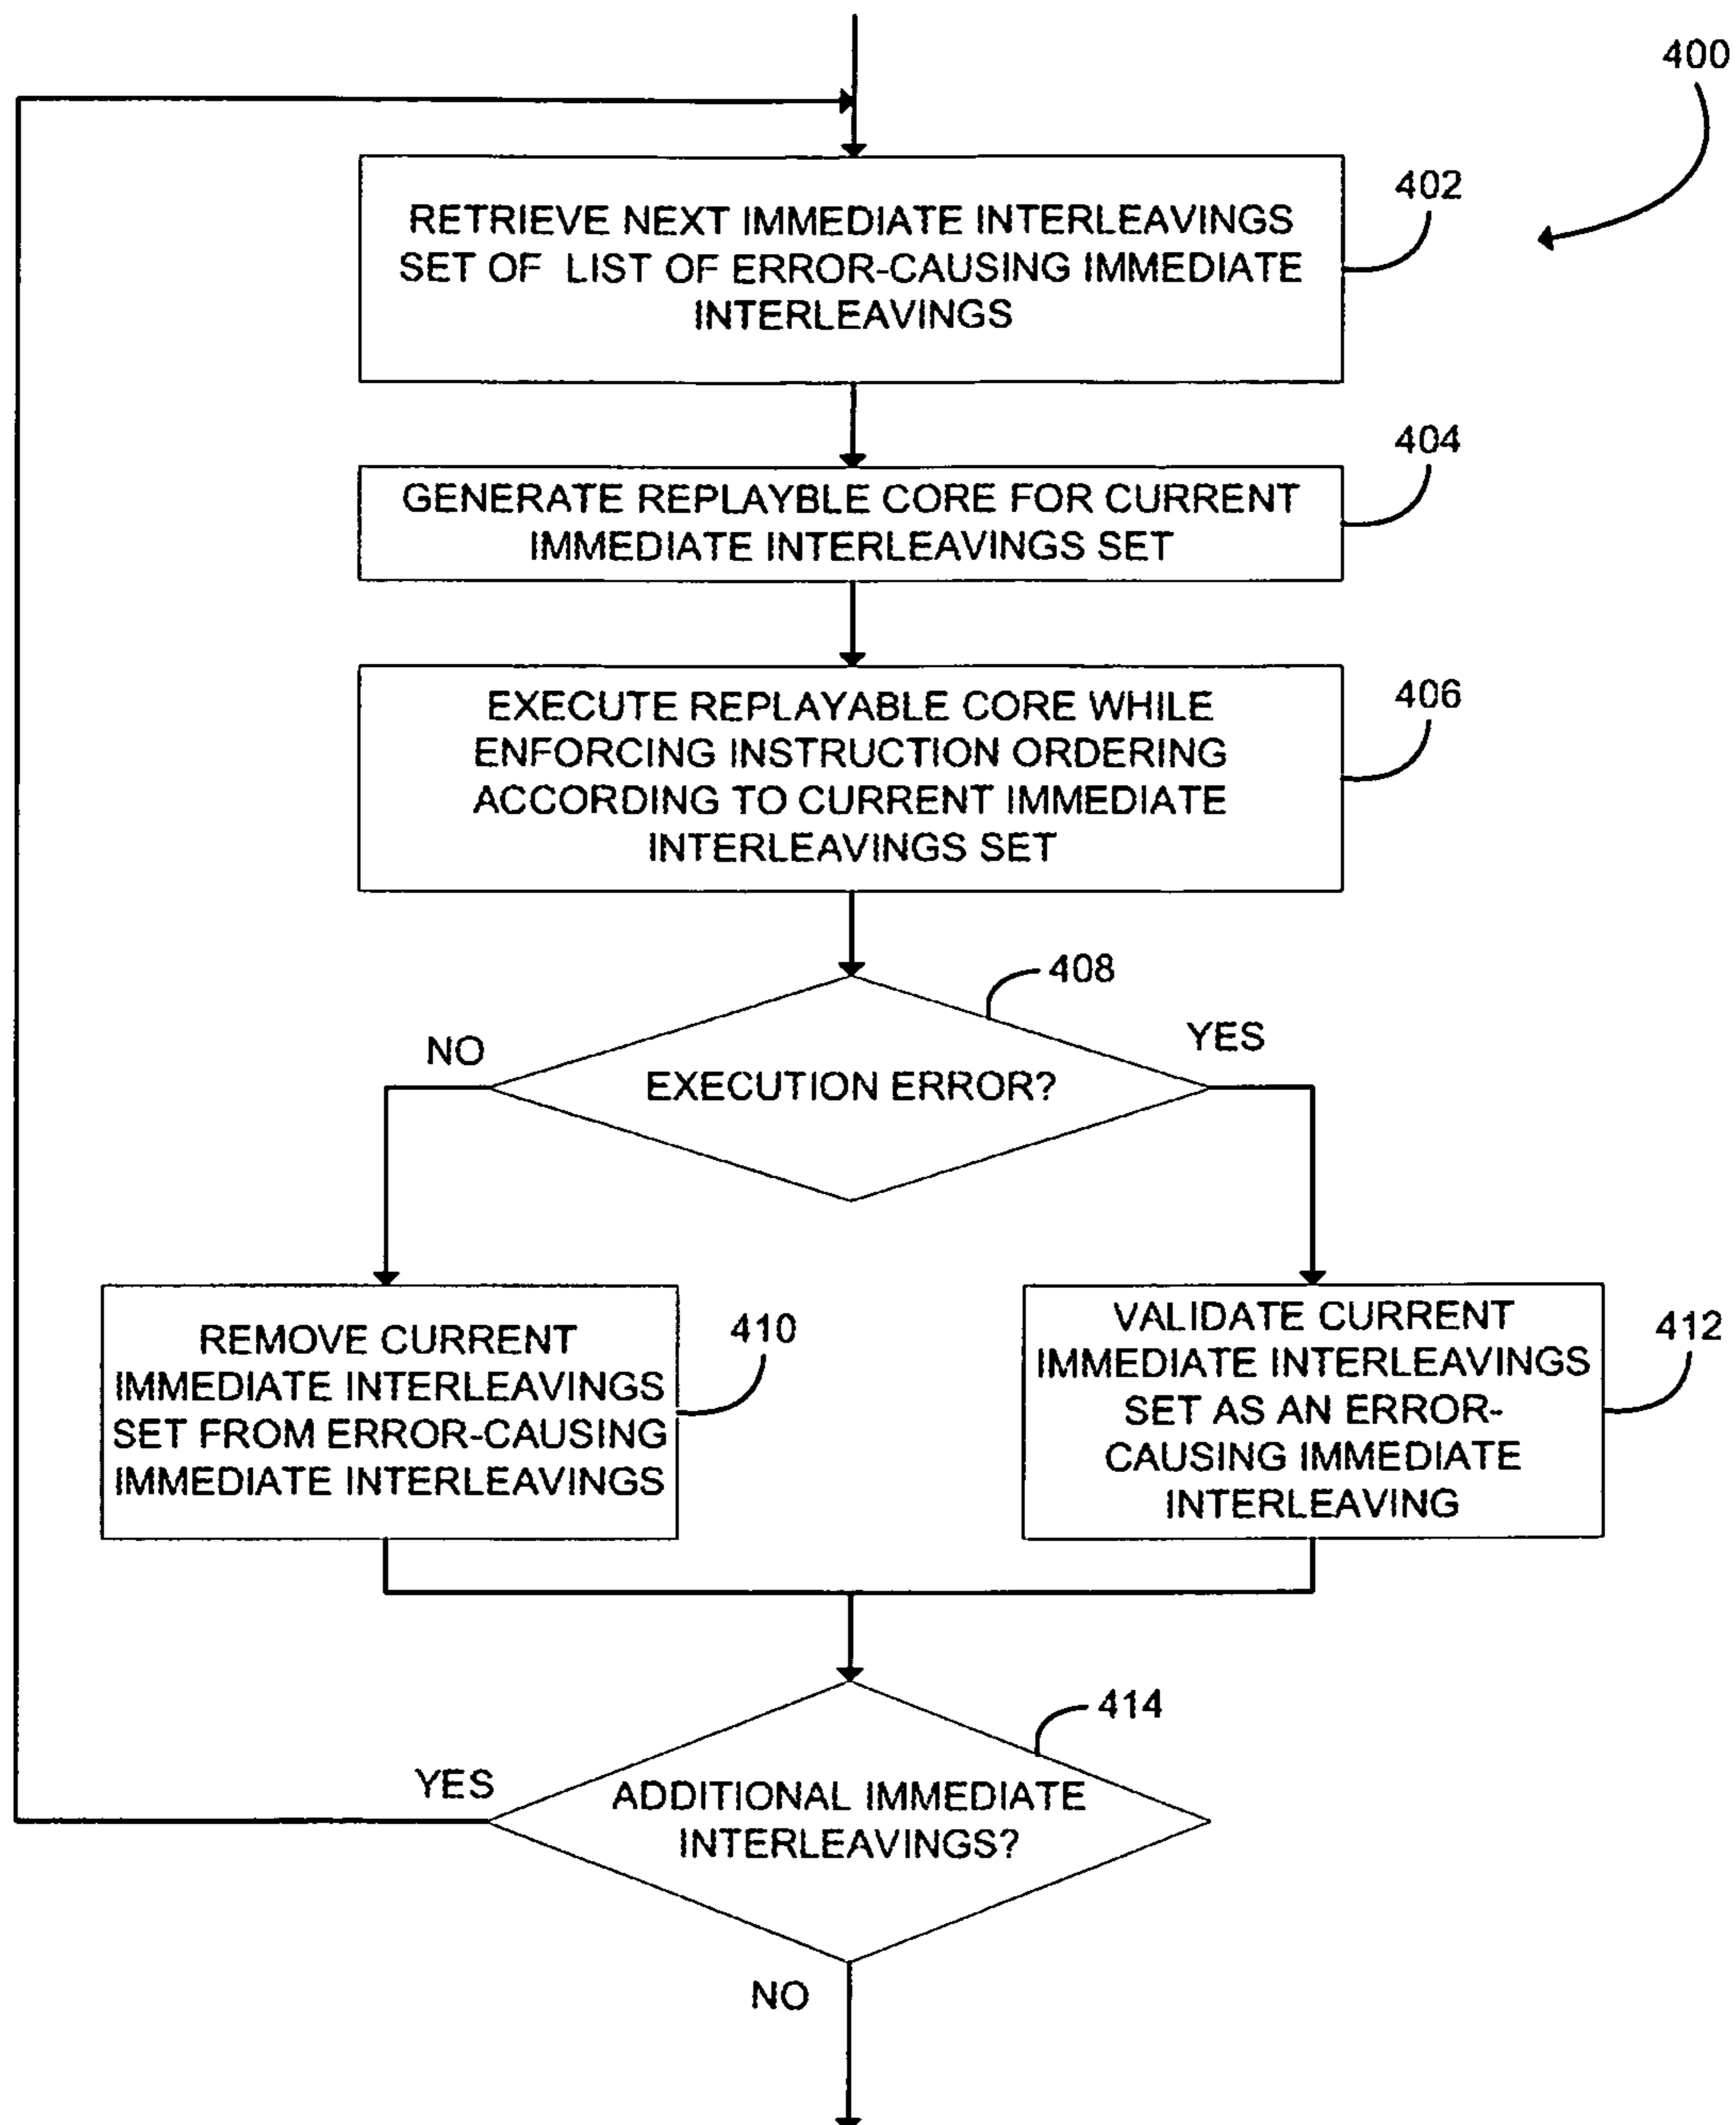 400
402
RETRIEVE NEXT IMMEDIATE INTERLEAVINGS
SET OF LIST OF ERROR-CAUSING IMMEDIATE
INTERLEAVINGS
404
GENERATE REPLAYBLE CORE FOR CURRENT
IMMEDIATE INTERLEAVINGS SET
406
EXECUTE REPLAYABLE CORE WHILE
ENFORCING INSTRUCTION ORDERING
ACCORDING TO CURRENT IMMEDIATE
INTERLEAVINGS SET
408
NO
YES
EXECUTION ERROR?
REMOVE CURRENT
IMMEDIATE INTERLEAVINGS
SET FROM ERROR-CAUSING
IMMEDIATE INTERLEAVINGS
410
VALIDATE CURRENT
IMMEDIATE INTERLEAVINGS
SET AS AN ERROR-
CAUSING IMMEDIATE
INTERLEAVING
412
414
YES
ADDITIONAL IMMEDIATE
INTERLEAVINGS?
NO